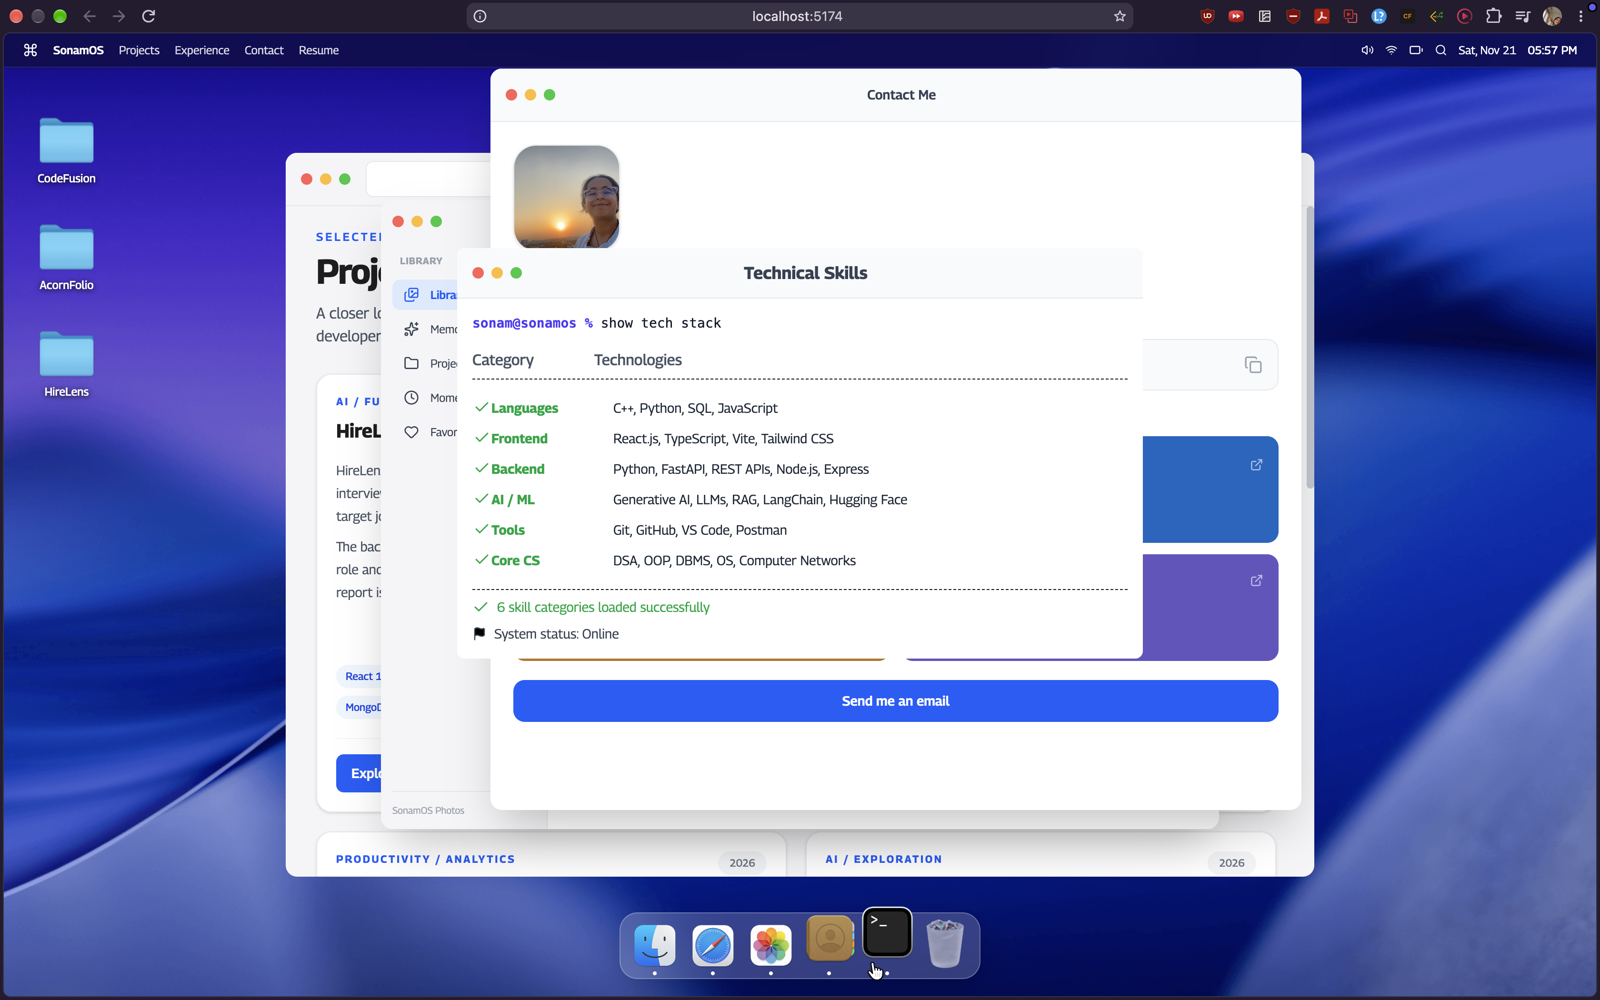 localhost:5174
SonamOS Projects Experience Contact Resume
Sat, Nov 21 05:57 PM
CodeFusion
AcornFolio
HireLens
Contact Me
SELECTE
Proj
A closer lo
developer
AI / FU
HireL
HireLen
interview
target jo
The bac
role and
report is
React 1
MongoD
Explo
LIBRARY
Libra
Memo
Projec
Mome
Favor
SonamOS Photos
Technical Skills
sonam@sonamos % show tech stack
Category Technologies
Languages C++, Python, SQL, JavaScript
Frontend React.js, TypeScript, Vite, Tailwind CSS
Backend Python, FastAPI, REST APIs, Node.js, Express
AI / ML Generative AI, LLMs, RAG, LangChain, Hugging Face
Tools Git, GitHub, VS Code, Postman
Core CS DSA, OOP, DBMS, OS, Computer Networks
6 skill categories loaded successfully
System status: Online
Send me an email
PRODUCTIVITY / ANALYTICS 2026
AI / EXPLORATION 2026
>_